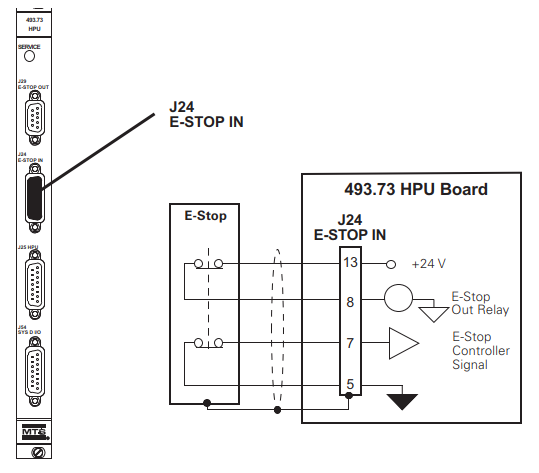 493.73
HPU
SERVICE
J29
E-STOP OUT
J24
E-STOP IN
J25 HPU
J54
SYS D IO
MTS
J24
E-STOP IN
E-Stop
493.73 HPU Board
J24
E-STOP IN
13
+24 V
8
E-Stop
Out Relay
7
E-Stop
Controller
Signal
5